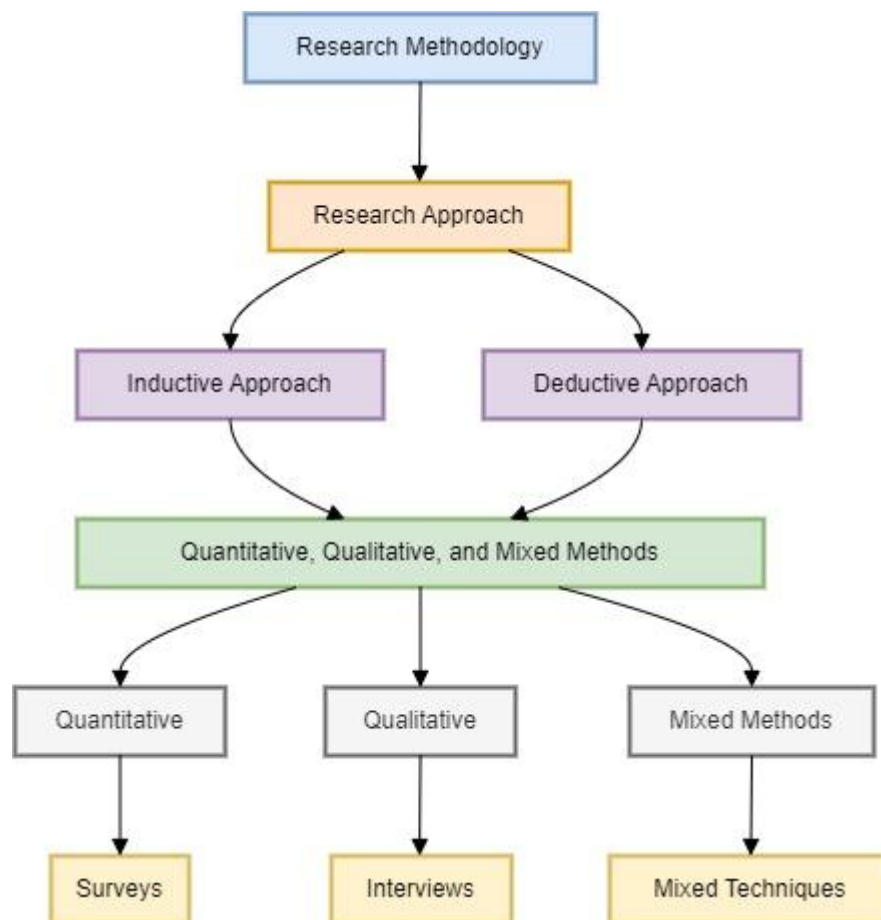 Research Methodology
Research Approach
Inductive Approach
Deductive Approach
Quantitative, Qualitative, and Mixed Methods
Quantitative
Qualitative
Mixed Methods
Surveys
Interviews
Mixed Techniques